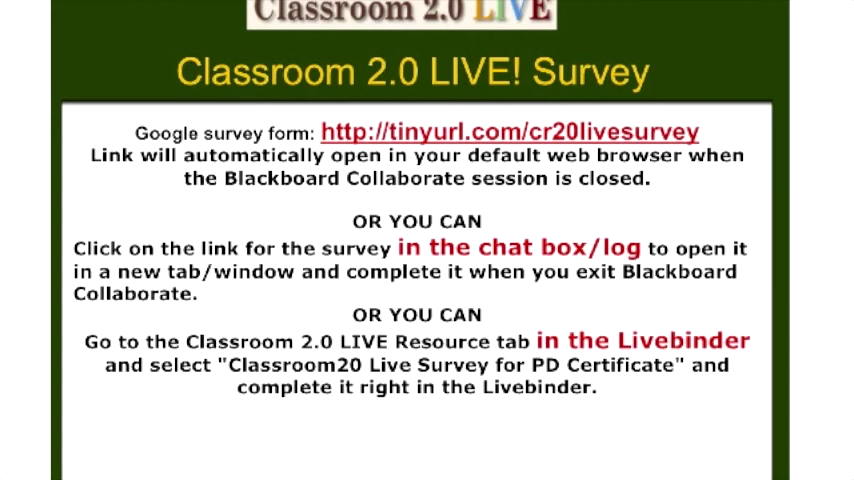 Classroom 2.0 LIVE
Classroom 2.0 LIVE! Survey
Google survey form: http://tinyurl.com/cr20livesurvey
Link will automatically open in your default web browser when
the Blackboard Collaborate session is closed.
OR YOU CAN
Click on the link for the survey in the chat box/log to open it
in a new tab/window and complete it when you exit Blackboard
Collaborate.
OR YOU CAN
Go to the Classroom 2.0 LIVE Resource tab in the Livebinder
and select "Classroom20 Live Survey for PD Certificate" and
complete it right in the Livebinder.